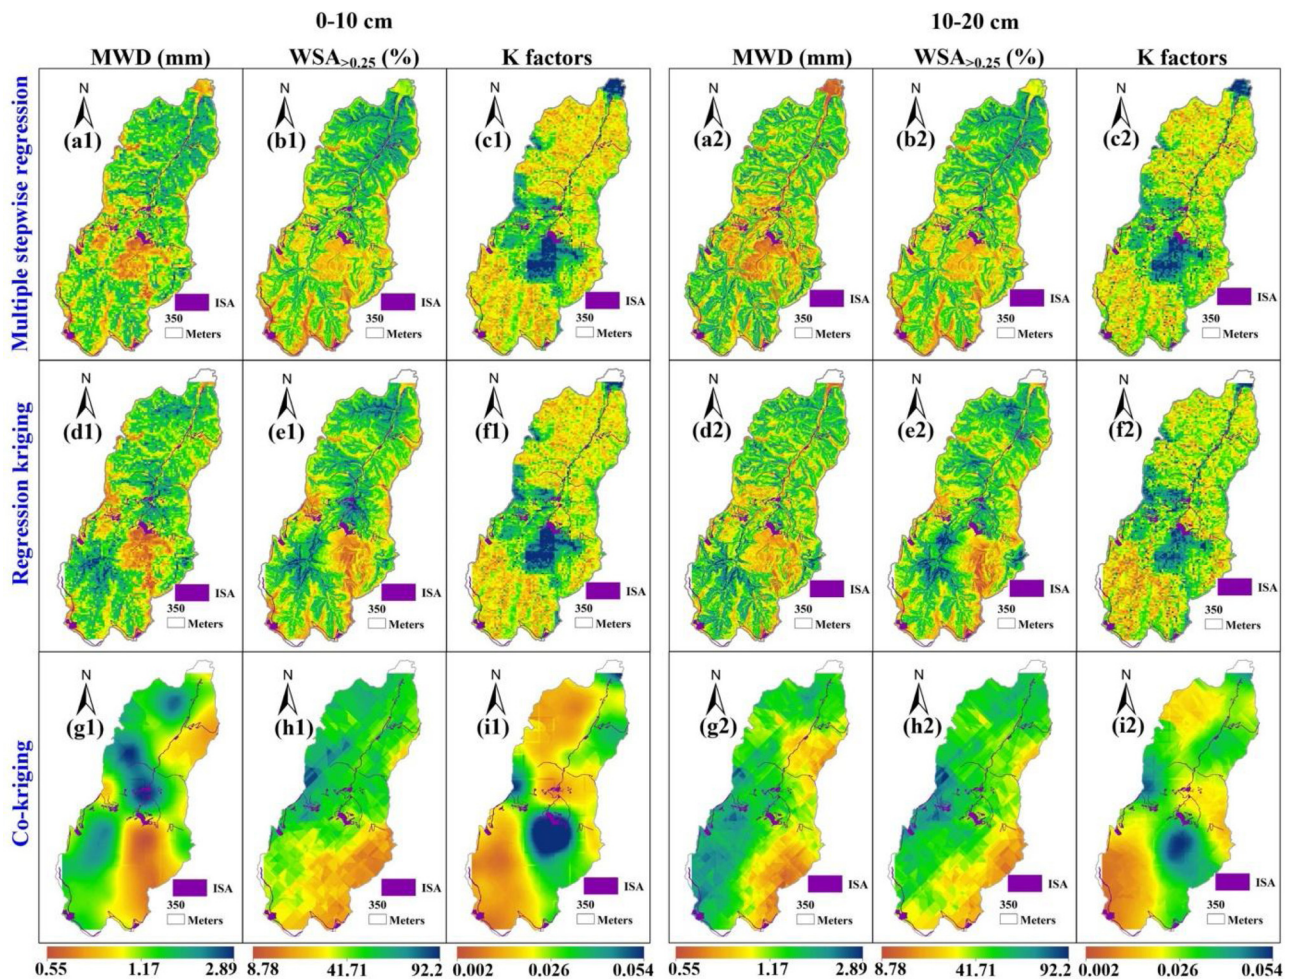 0-10 cm 10-20 cm
MWD (mm) WSA>0.25 (%) K factors MWD (mm) WSA>0.25 (%) K factors
Multiple stepwise regression
N N N N N N
(a1) (b1) (c1) (a2) (b2) (c2)
ISA ISA ISA ISA ISA ISA
350 350 350 350 350 350
Meters Meters Meters Meters Meters Meters
Regression kriging
N N N N N N
(d1) (e1) (f1) (d2) (e2) (f2)
ISA ISA ISA ISA ISA ISA
350 350 350 350 350 350
Meters Meters Meters Meters Meters Meters
Co-kriging
N N N N N N
(g1) (h1) (i1) (g2) (h2) (i2)
ISA ISA ISA ISA ISA ISA
350 350 350 350 350 350
Meters Meters Meters Meters Meters Meters
0.55 1.17 2.89 8.78 41.71 92.2 0.002 0.026 0.054 0.55 1.17 2.89 8.78 41.71 92.2 0.002 0.026 0.054